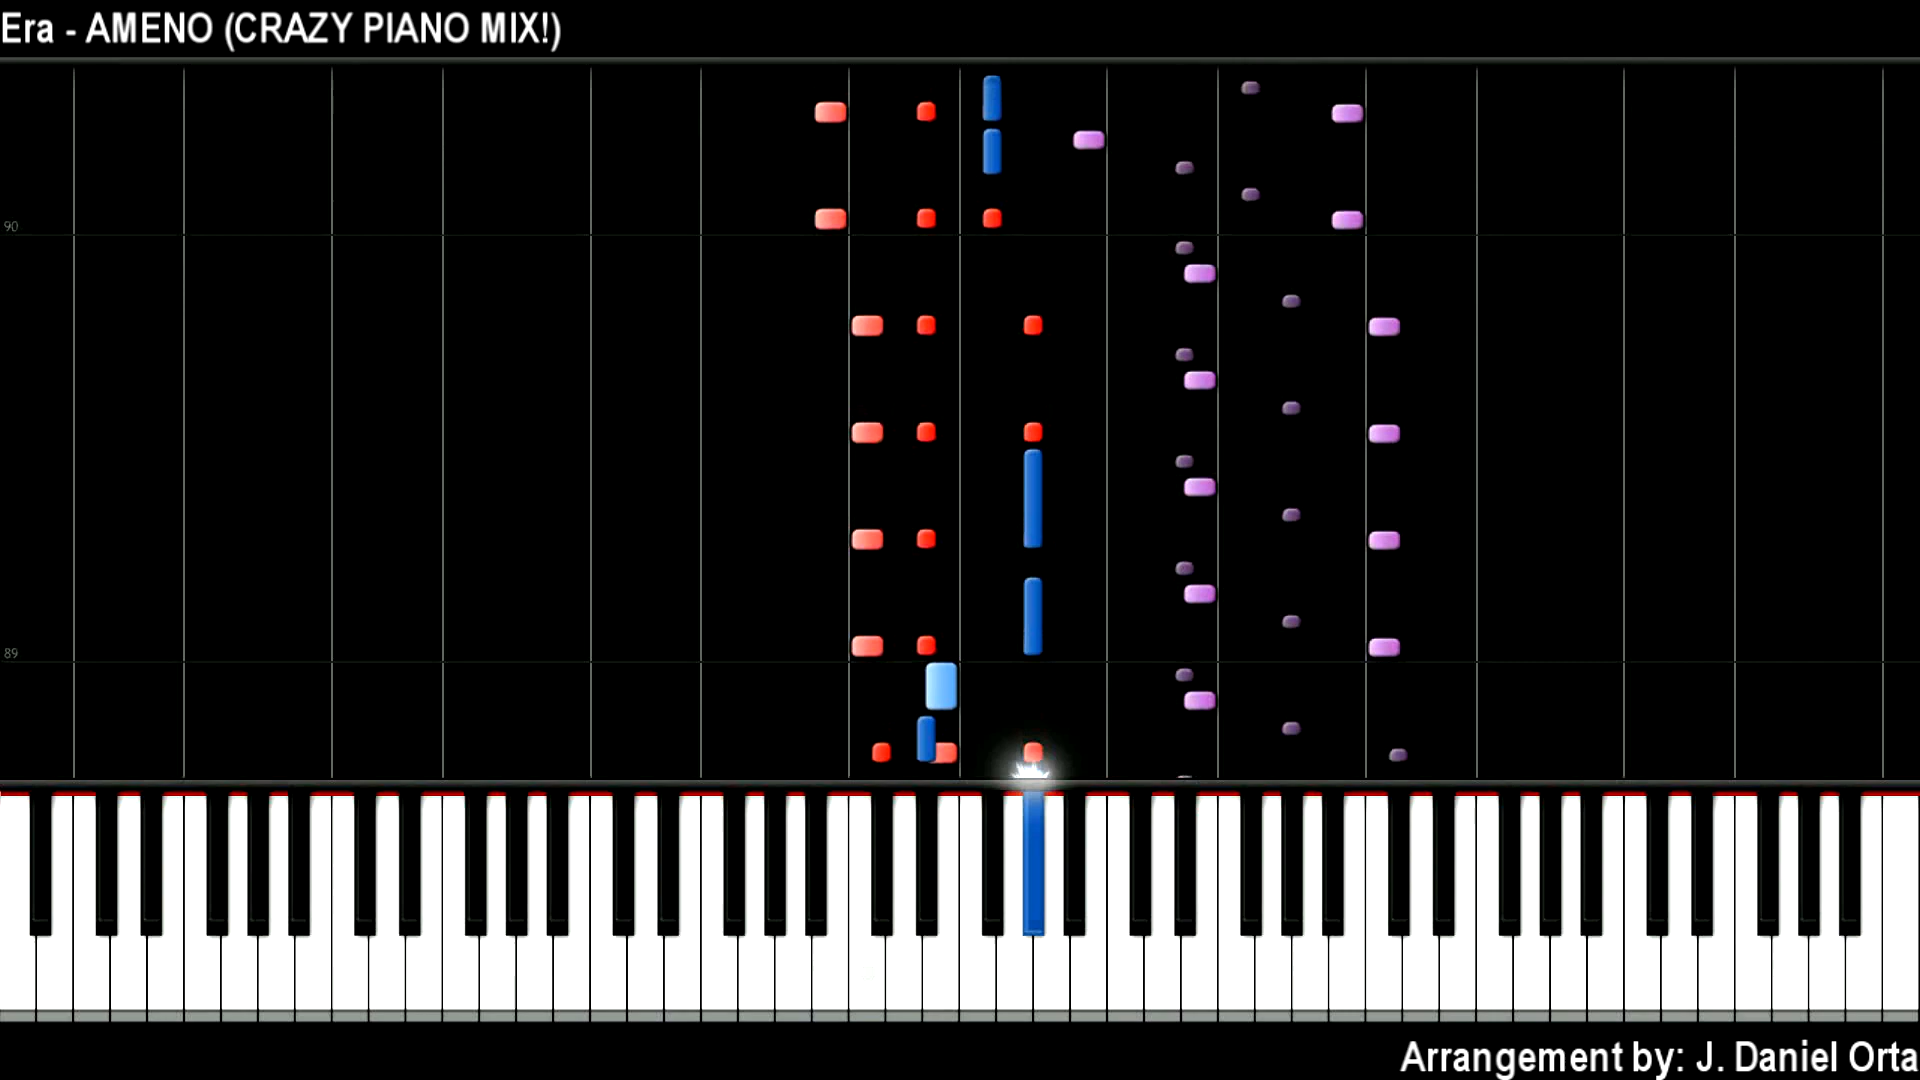 Era - AMENO (CRAZY PIANO MIX!)
90
89
Arrangement by: J. Daniel Orta